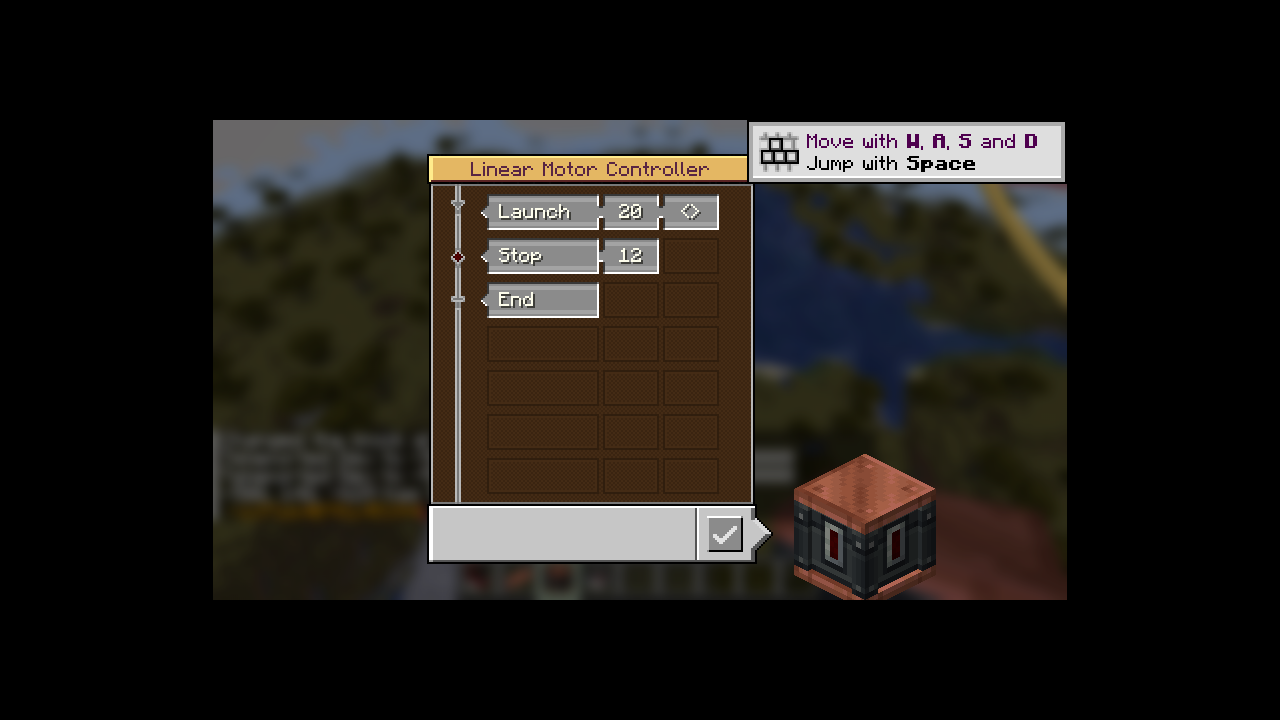 Move with W, A, S and D
Jump with Space
Linear Motor Controller
Launch 20 <>
Stop 12
End